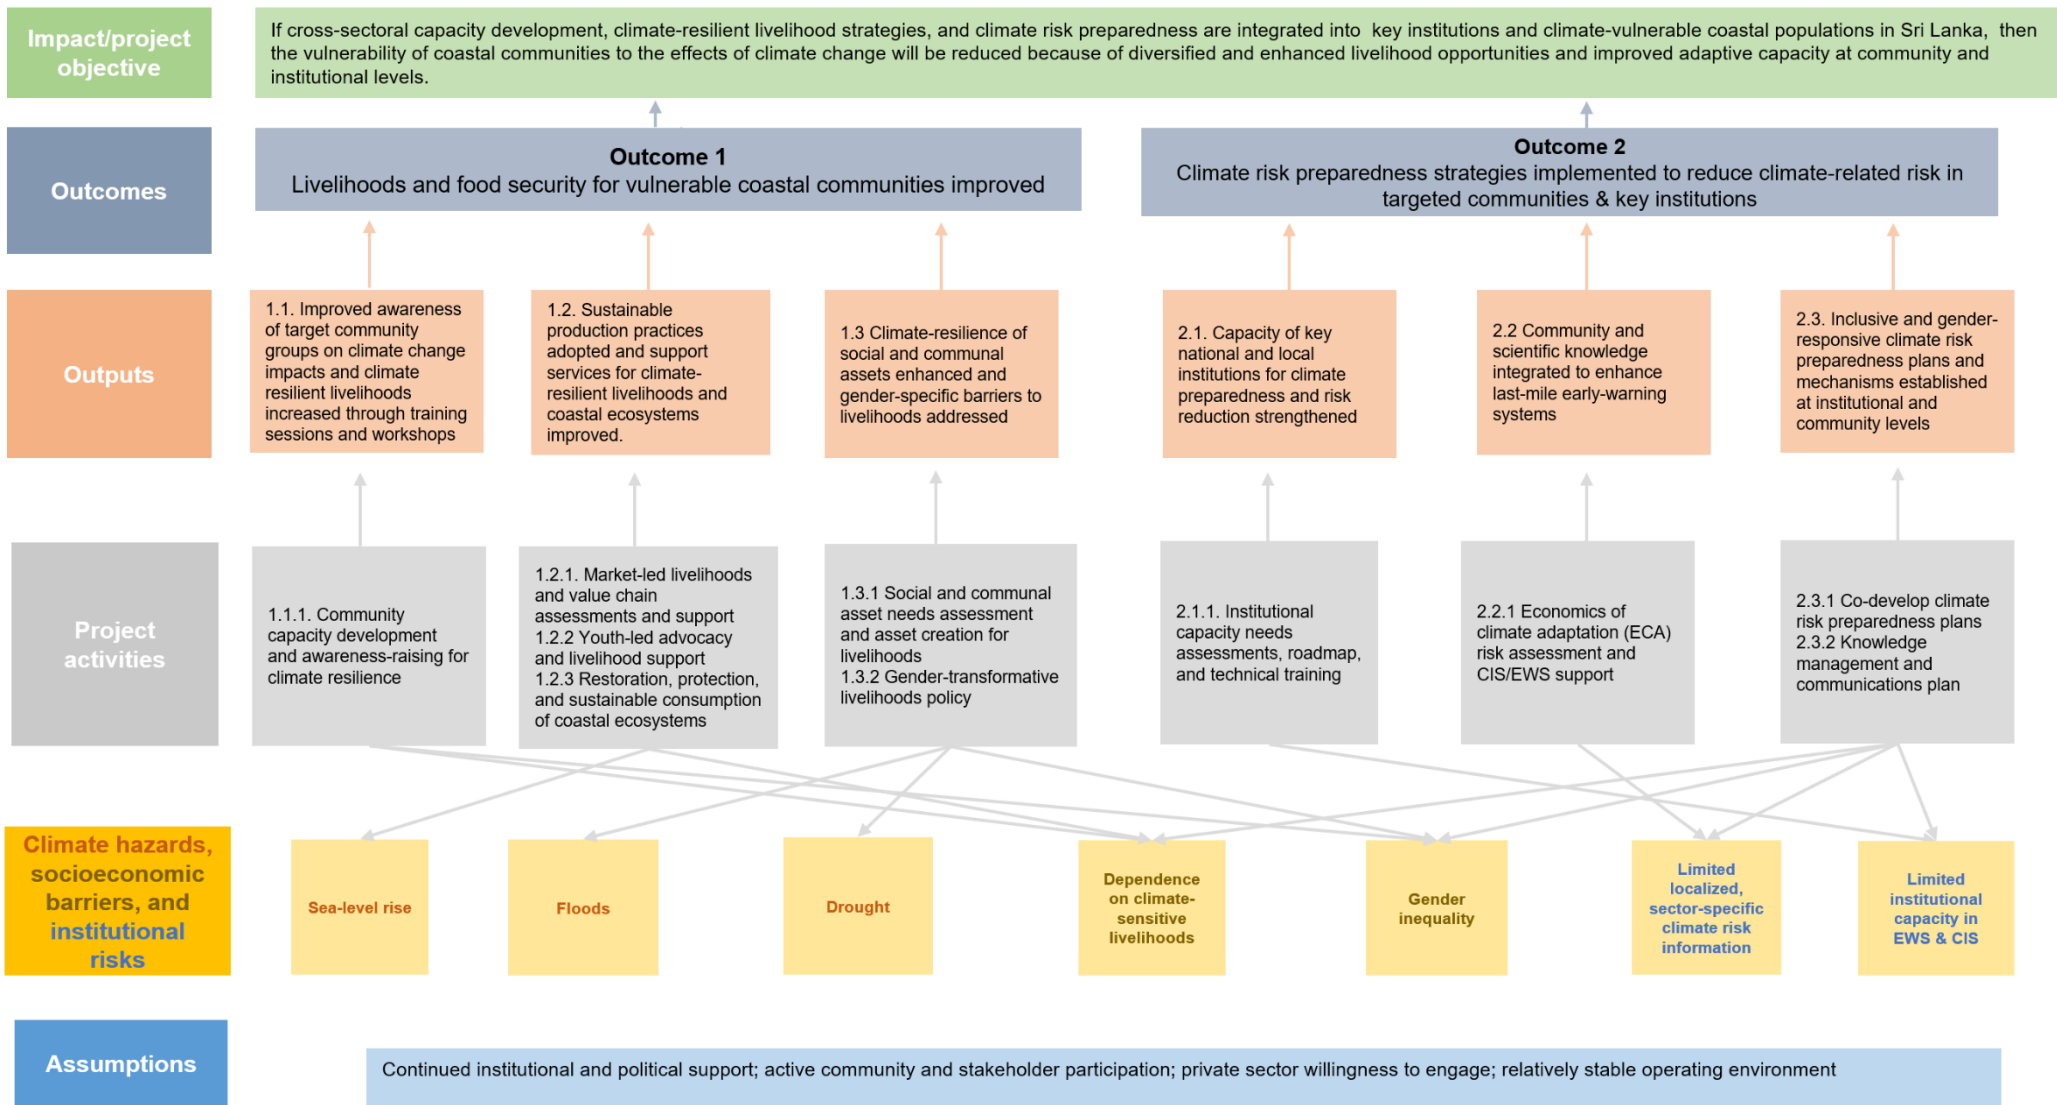 Impact/project
objective
If cross-sectoral capacity development, climate-resilient livelihood strategies, and climate risk preparedness are integrated into key institutions and climate-vulnerable coastal populations in Sri Lanka, then
the vulnerability of coastal communities to the effects of climate change will be reduced because of diversified and enhanced livelihood opportunities and improved adaptive capacity at community and
institutional levels.
Outcomes
Outcome 1
Livelihoods and food security for vulnerable coastal communities improved
Outcome 2
Climate risk preparedness strategies implemented to reduce climate-related risk in
targeted communities & key institutions
Outputs
1.1. Improved awareness
of target community
groups on climate change
impacts and climate
resilient livelihoods
increased through training
sessions and workshops
1.2. Sustainable
production practices
adopted and support
services for climate-
resilient livelihoods and
coastal ecosystems
improved.
1.3 Climate-resilience of
social and communal
assets enhanced and
gender-specific barriers to
livelihoods addressed
2.1. Capacity of key
national and local
institutions for climate
preparedness and risk
reduction strengthened
2.2 Community and
scientific knowledge
integrated to enhance
last-mile early-warning
systems
2.3. Inclusive and gender-
responsive climate risk
preparedness plans and
mechanisms established
at institutional and
community levels
Project
activities
1.1.1. Community
capacity development
and awareness-raising for
climate resilience
1.2.1. Market-led livelihoods
and value chain
assessments and support
1.2.2 Youth-led advocacy
and livelihood support
1.2.3 Restoration, protection,
and sustainable consumption
of coastal ecosystems
1.3.1 Social and communal
asset needs assessment
and asset creation for
livelihoods
1.3.2 Gender-transformative
livelihoods policy
2.1.1. Institutional
capacity needs
assessments, roadmap,
and technical training
2.2.1 Economics of
climate adaptation (ECA)
risk assessment and
CIS/EWS support
2.3.1 Co-develop climate
risk preparedness plans
2.3.2 Knowledge
management and
communications plan
Climate hazards,
socioeconomic
barriers, and
institutional
risks
Sea-level rise
Floods
Drought
Dependence
on climate-
sensitive
livelihoods
Gender
inequality
Limited
localized,
sector-specific
climate risk
information
Limited
institutional
capacity in
EWS & CIS
Assumptions
Continued institutional and political support; active community and stakeholder participation; private sector willingness to engage; relatively stable operating environment